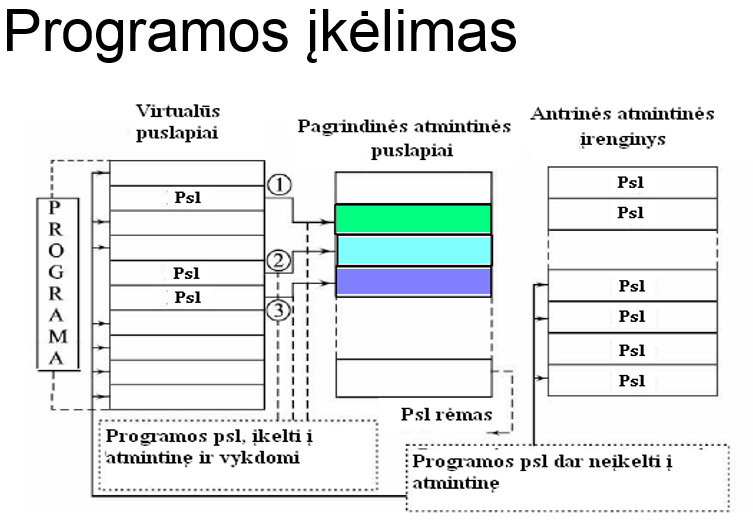 Programos įkėlimas
Virtualūs
puslapiai
Pagrindinės atmintinės
puslapiai
Antrinės atmintinės
įrenginys
PROGRAMA
Psl
Psl
Psl
1
2
3
Psl
Psl
Psl
Psl
Psl
Psl
Psl rėmas
Programos psl, įkelti į
atmintinę ir vykdomi
Programos psl dar neįkelti į
atmintinę